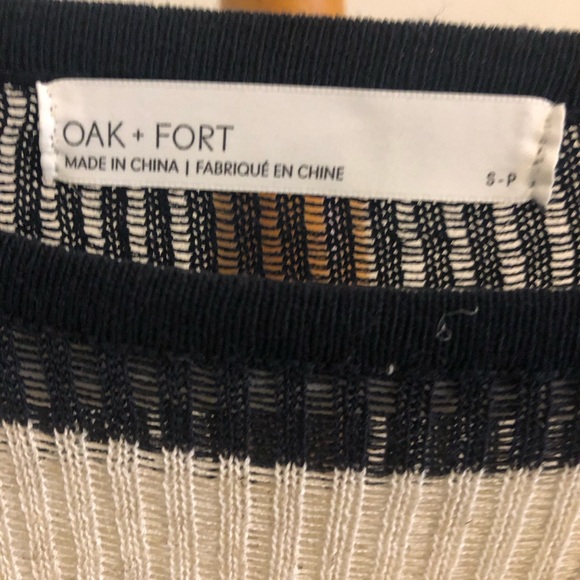 OAK + FORT
MADE IN CHINA | FABRIQUÉ EN CHINE
S-P